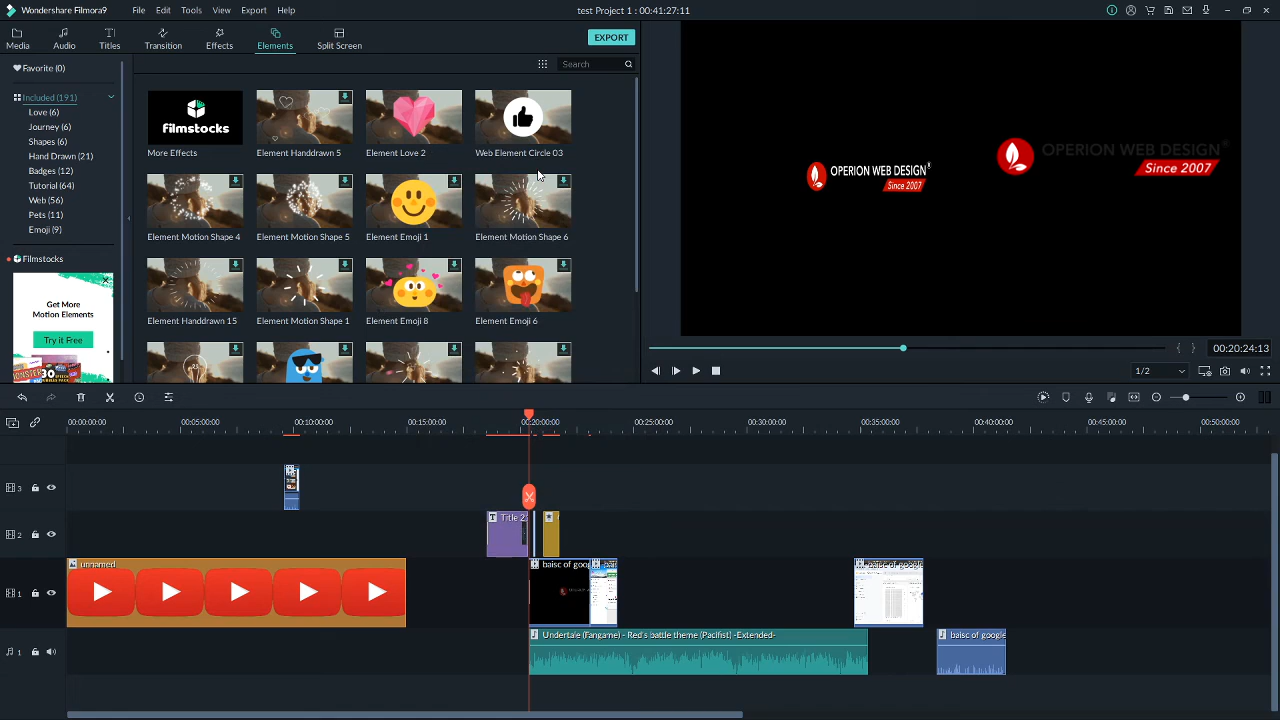 Wondershare Filmora9
File
Edit
Tools
View
Export
Help
test Project 1 : 00:41:27:11
Media
Audio
Titles
Transition
Effects
Elements
Split Screen
EXPORT
Favorite (0)
Included (191)
Love (6)
Journey (6)
Shapes (6)
Hand Drawn (21)
Badges (12)
Tutorial (64)
Web (56)
Pets (11)
Emoji (9)
Filmstocks
Get More
Motion Elements
Try it Free
30
EFFECTS
Search
filmstocks
More Effects
Element Handdrawn 5
Element Love 2
Web Element Circle 03
Element Motion Shape 4
Element Motion Shape 5
Element Emoji 1
Element Motion Shape 6
Element Handdrawn 15
Element Motion Shape 1
Element Emoji 8
Element Emoji 6
OPERION WEB DESIGN®
Since 2007
OPERION WEB DESIGN®
Since 2007
00:20:24:13
1/2
00:00:00:00
00:05:00:00
00:10:00:00
00:15:00:00
00:20:00:00
00:25:00:00
00:30:00:00
00:35:00:00
00:40:00:00
00:45:00:00
00:50:00:00
3
2
Title 2
unnamed
baisc of goog
bais
baisc of google
1
Undertale (Fangame) - Red's battle theme (Pacifist) -Extended-
baisc of google